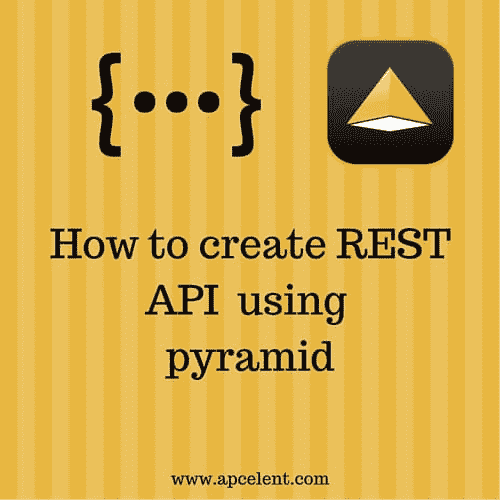 {...}
How to create REST
API using
pyramid
www.apcelent.com